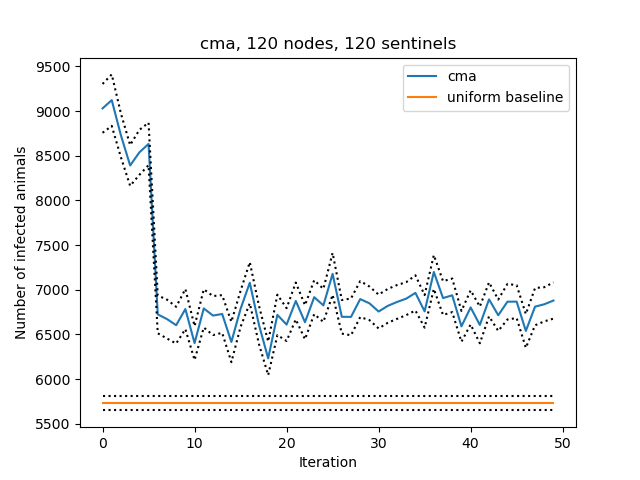 cma, 120 nodes, 120 sentinels
cma
uniform baseline
Number of infected animals
9500
9000
8500
8000
7500
7000
6500
6000
5500
0 10 20 30 40 50
Iteration